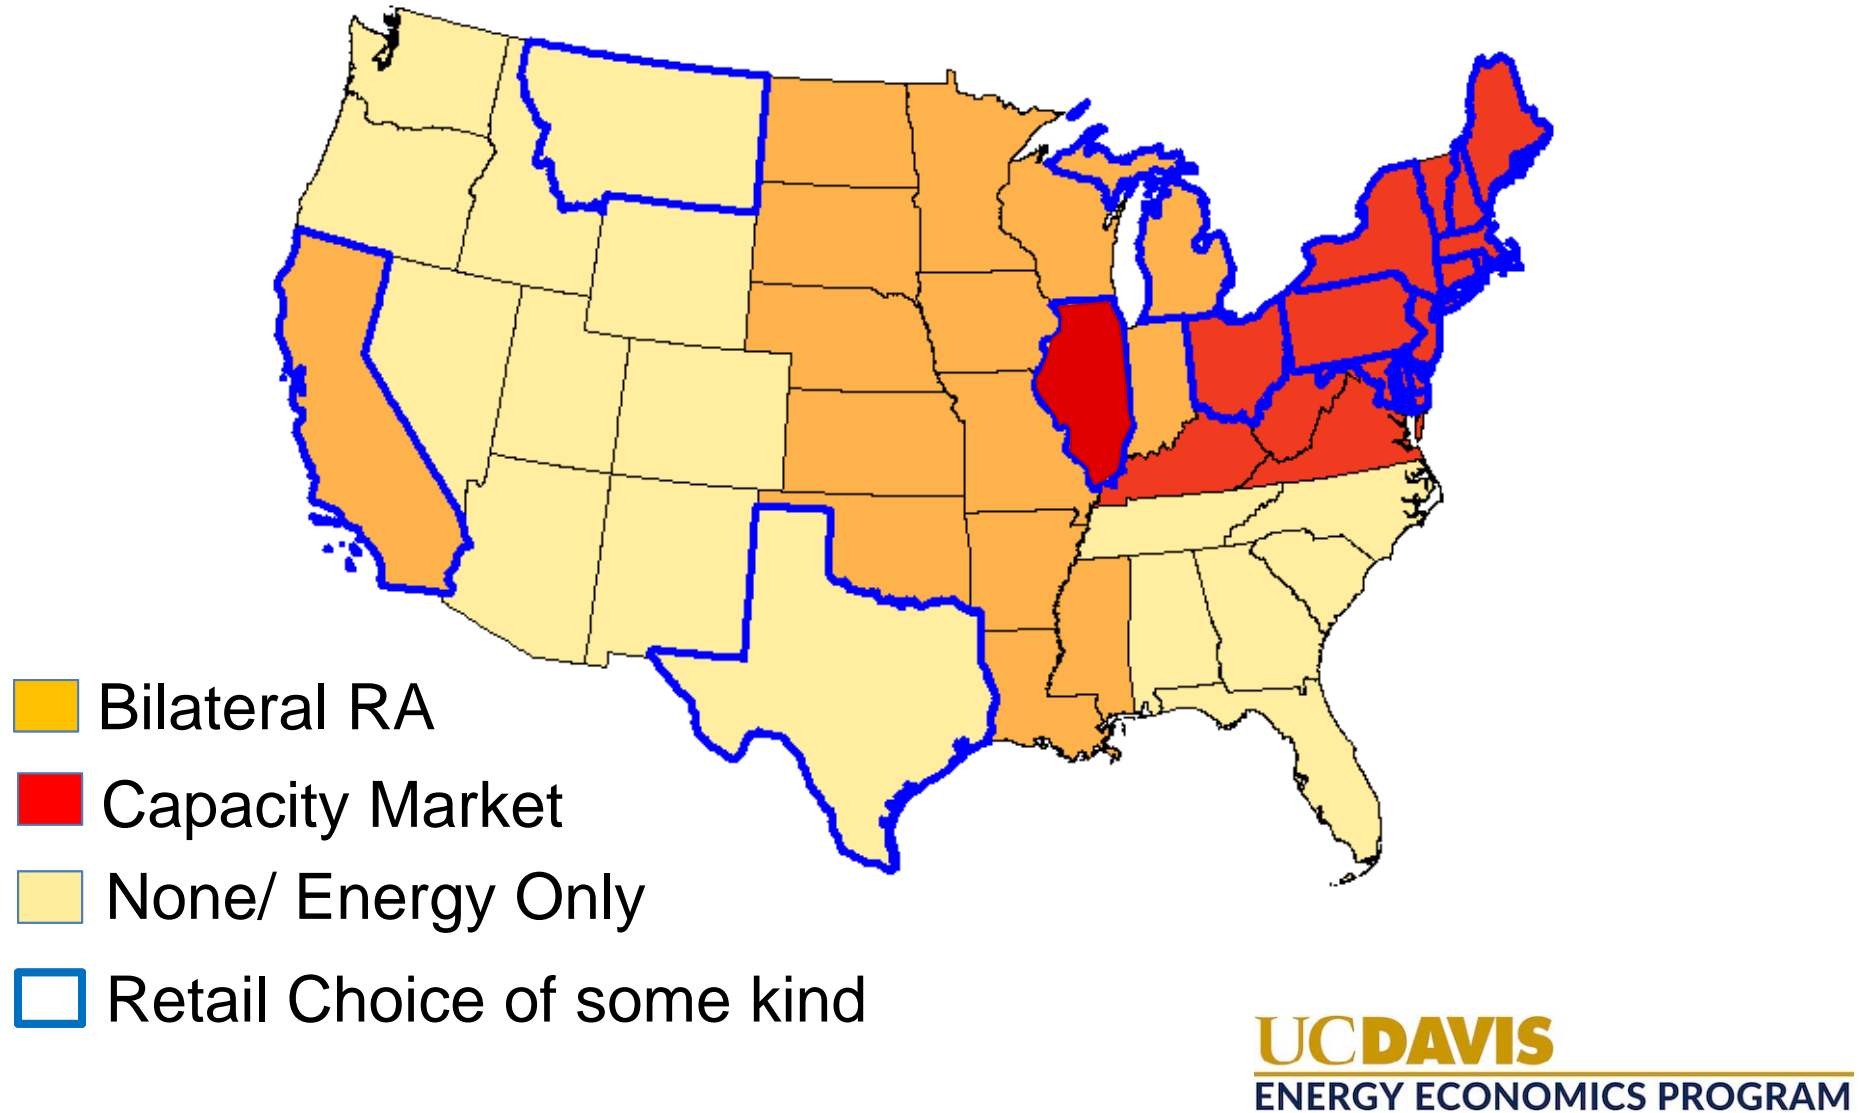 Bilateral RA
Capacity Market
None/ Energy Only
Retail Choice of some kind
UCDAVIS
ENERGY ECONOMICS PROGRAM